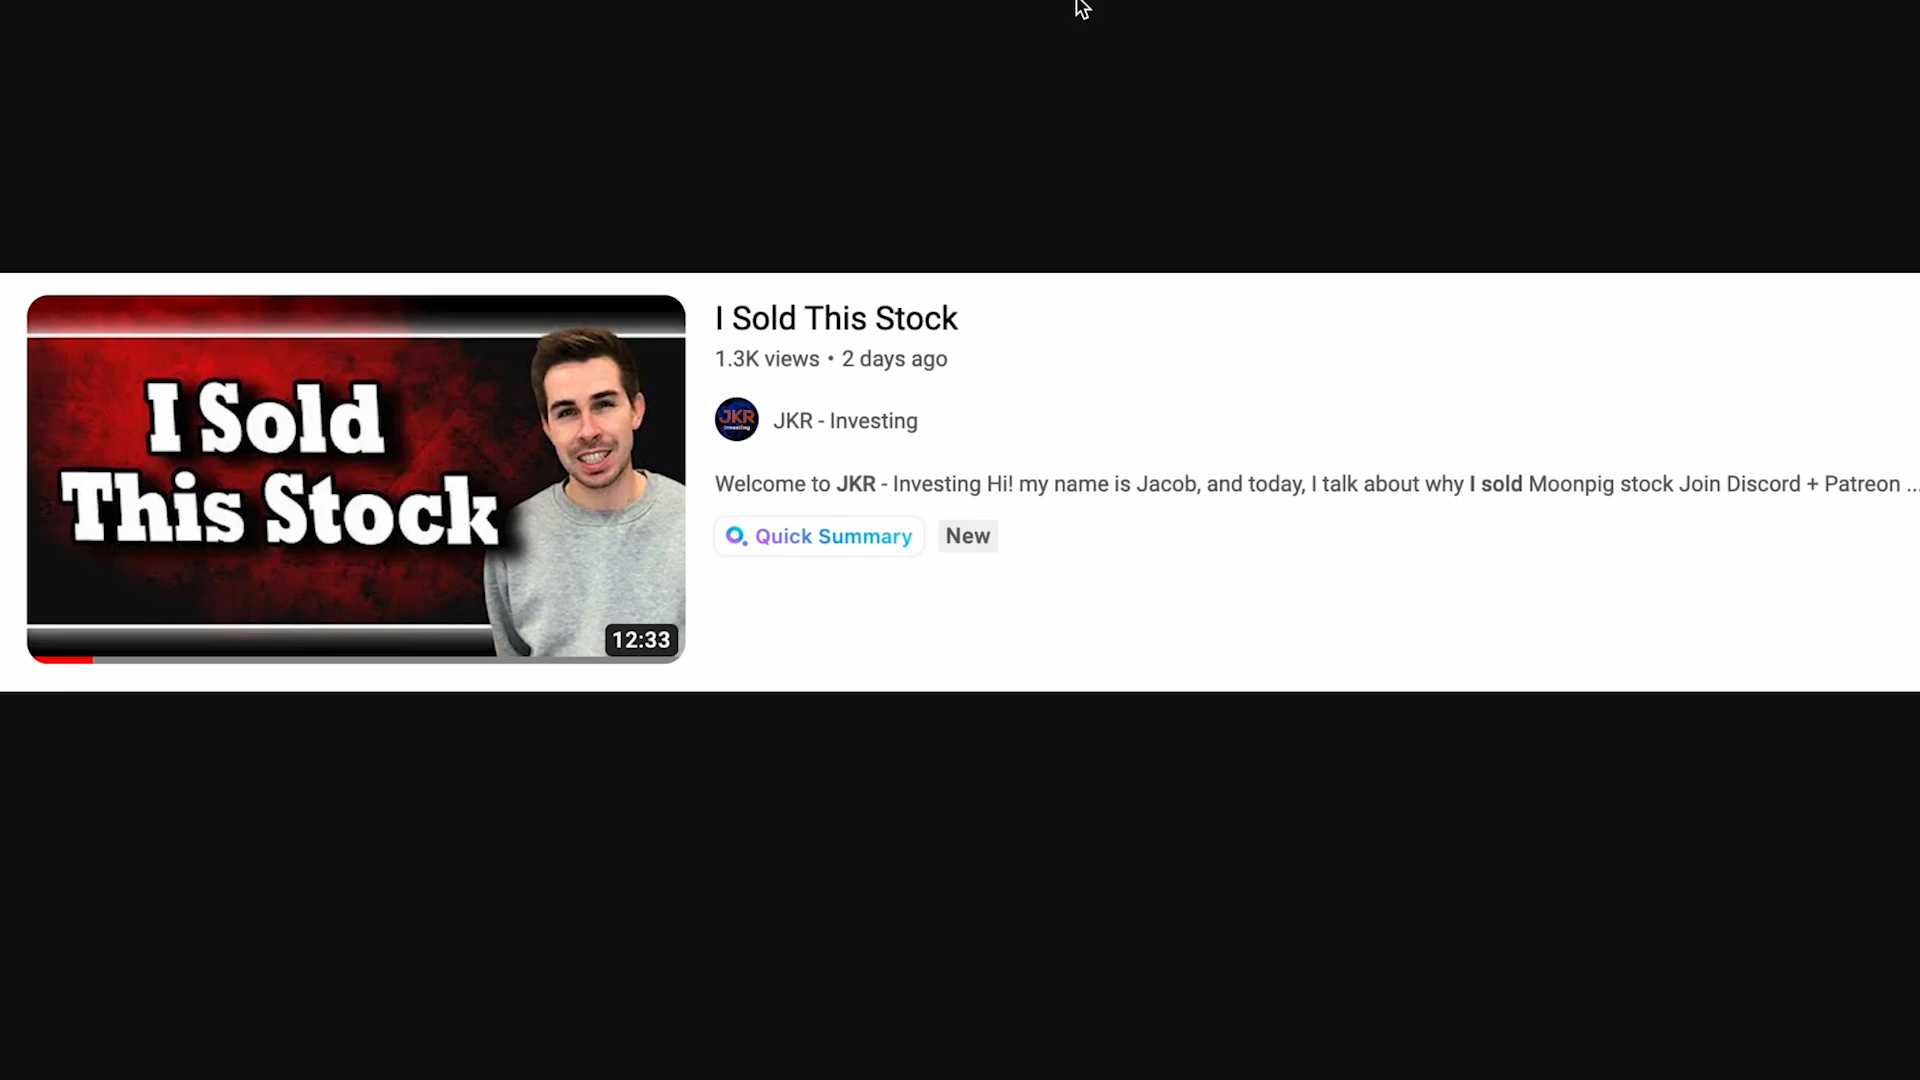 I Sold
This Stock
12:33
I Sold This Stock
1.3K views • 2 days ago
JKR
Investing
JKR - Investing
Welcome to JKR - Investing Hi! my name is Jacob, and today, I talk about why I sold Moonpig stock Join Discord + Patreon ...
Quick Summary
New